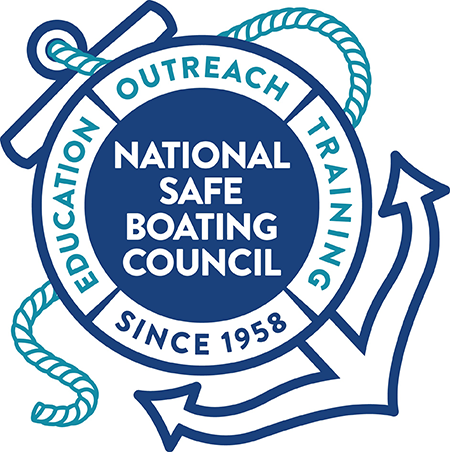 EDUCATION
OUTREACH
TRAINING
NATIONAL
SAFE
BOATING
COUNCIL
SINCE 1958